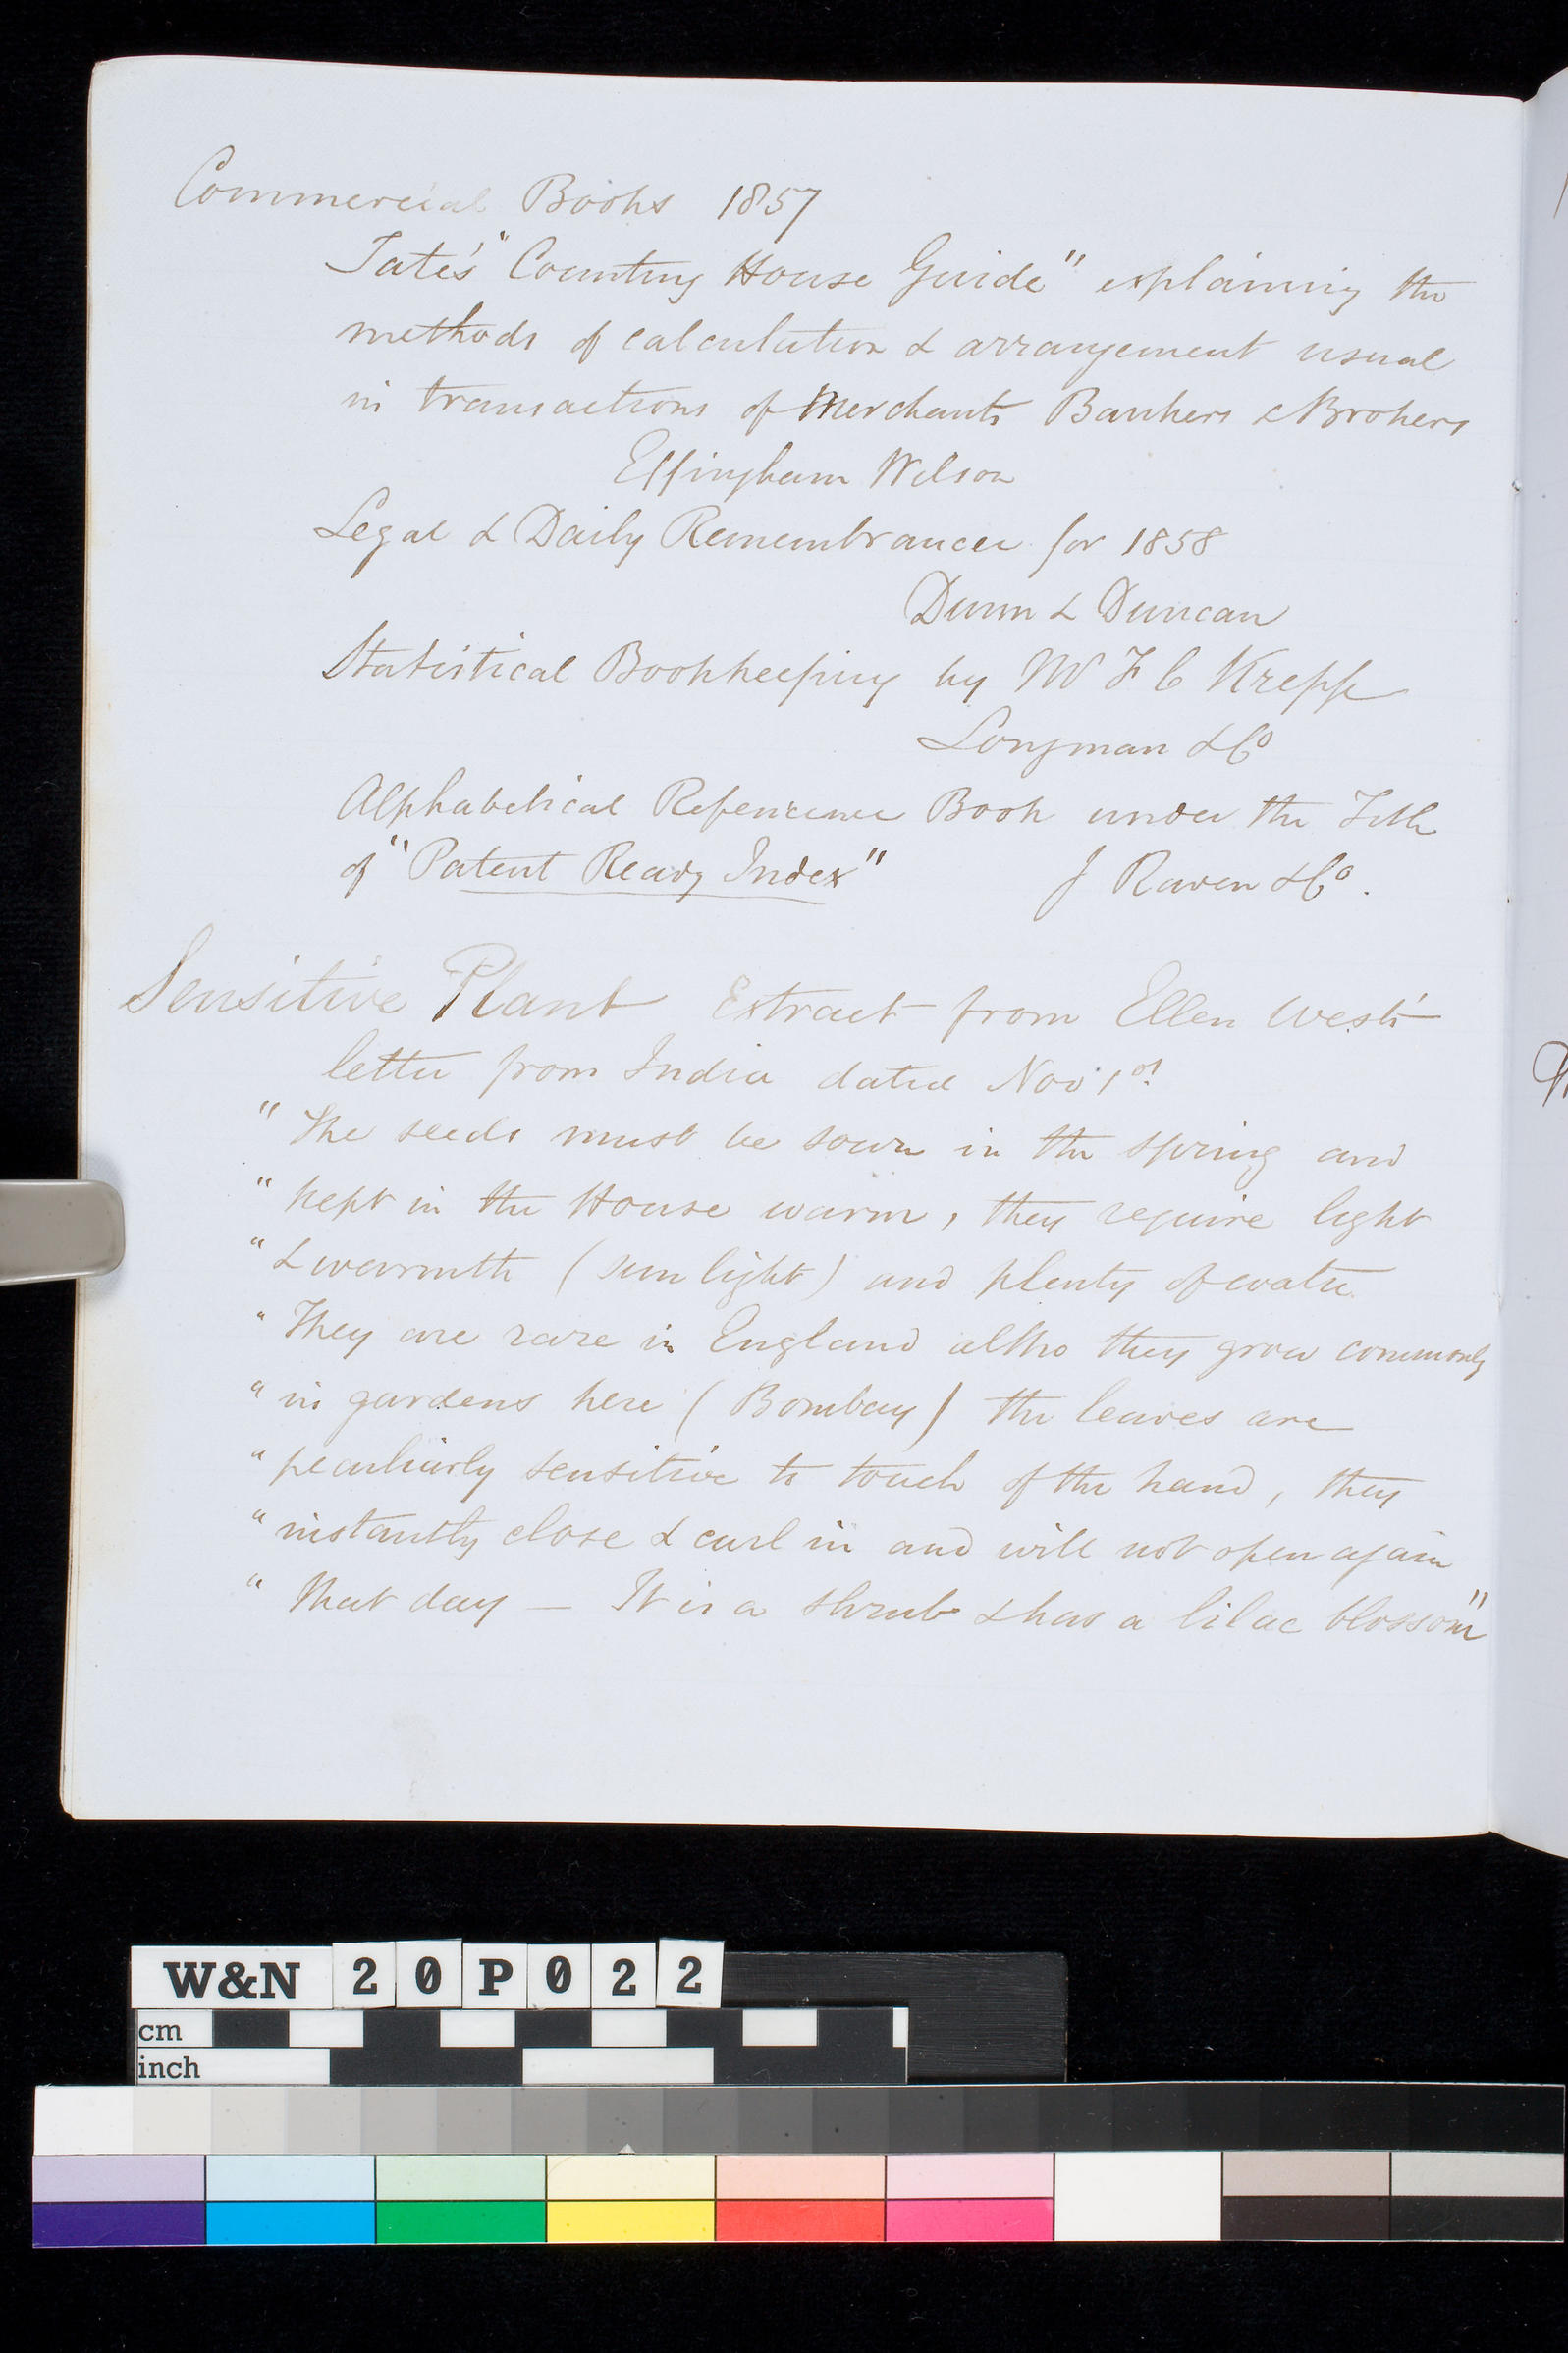 Commercial Books 1857
Tate's "Counting House Guide" explaining the
methods of calculation & arrangement usual
in transactions of Merchants Bankers & Brokers
Effingham Wilson
Legal & Daily Remembrancer for 1858
Dunn & Duncan
Statistical Bookkeeping by Mr F C Krepp
Longman & Co
Alphabetical Reference Book under the Title
of "Patent Ready Index" J Raven & Co.
Sensitive Plant Extract from Ellen West's
letter from India dated Nov 1st
" The seeds must be sown in the spring and
" kept in the House warm, they require light
" & warmth (sun light) and plenty of water
" They are rare in England altho they grow commonly
" in gardens here (Bombay) the leaves are
" peculiarly sensitive to touch of the hand, they
" instantly close & curl in and will not open again
" that day — It is a shrub & has a lilac blossom"
W&N 20P022
cm
inch